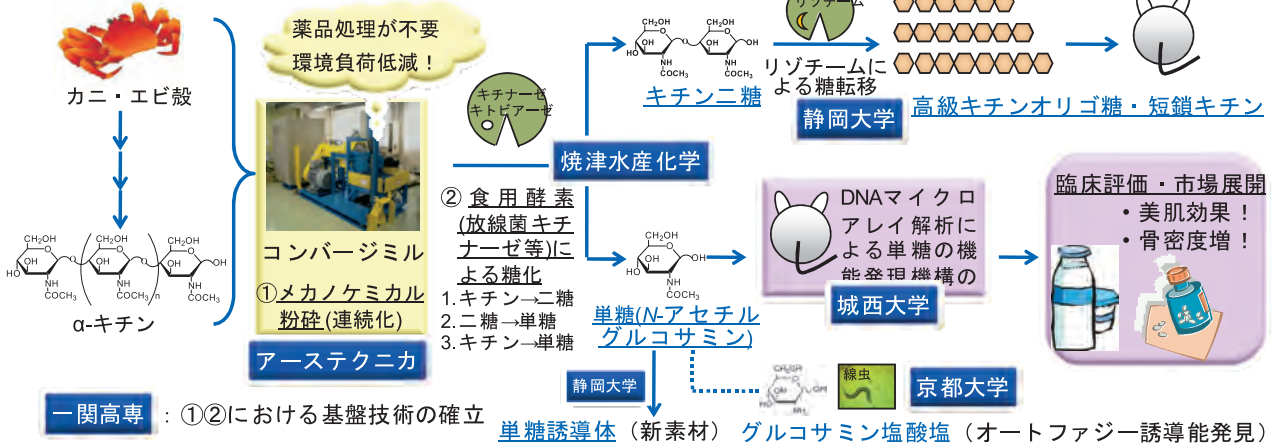 カニ・エビ殻
α-キチン
薬品処理が不要
環境負荷低減！
コンバージミル
①メカノケミカル
粉砕(連続化)
アーステクニカ
キチナーゼ
キトビアーゼ
②食用酵素
(放線菌キチ
ナーゼ等)に
よる糖化
1.キチン→二糖
2.二糖→単糖
3.キチン→単糖
焼津水産化学
キチン二糖
リゾチーム
リゾチームに
よる糖転移
静岡大学
高級キチンオリゴ糖・短鎖キチン
単糖(N-アセチル
グルコサミン)
DNAマイクロ
アレイ解析に
よる単糖の機
能発現機構の
城西大学
臨床評価・市場展開
・美肌効果！
・骨密度増！
静岡大学
単糖誘導体（新素材）
線虫
京都大学
グルコサミン塩酸塩（オートファジー誘導能発見）
一関高専：①②における基盤技術の確立